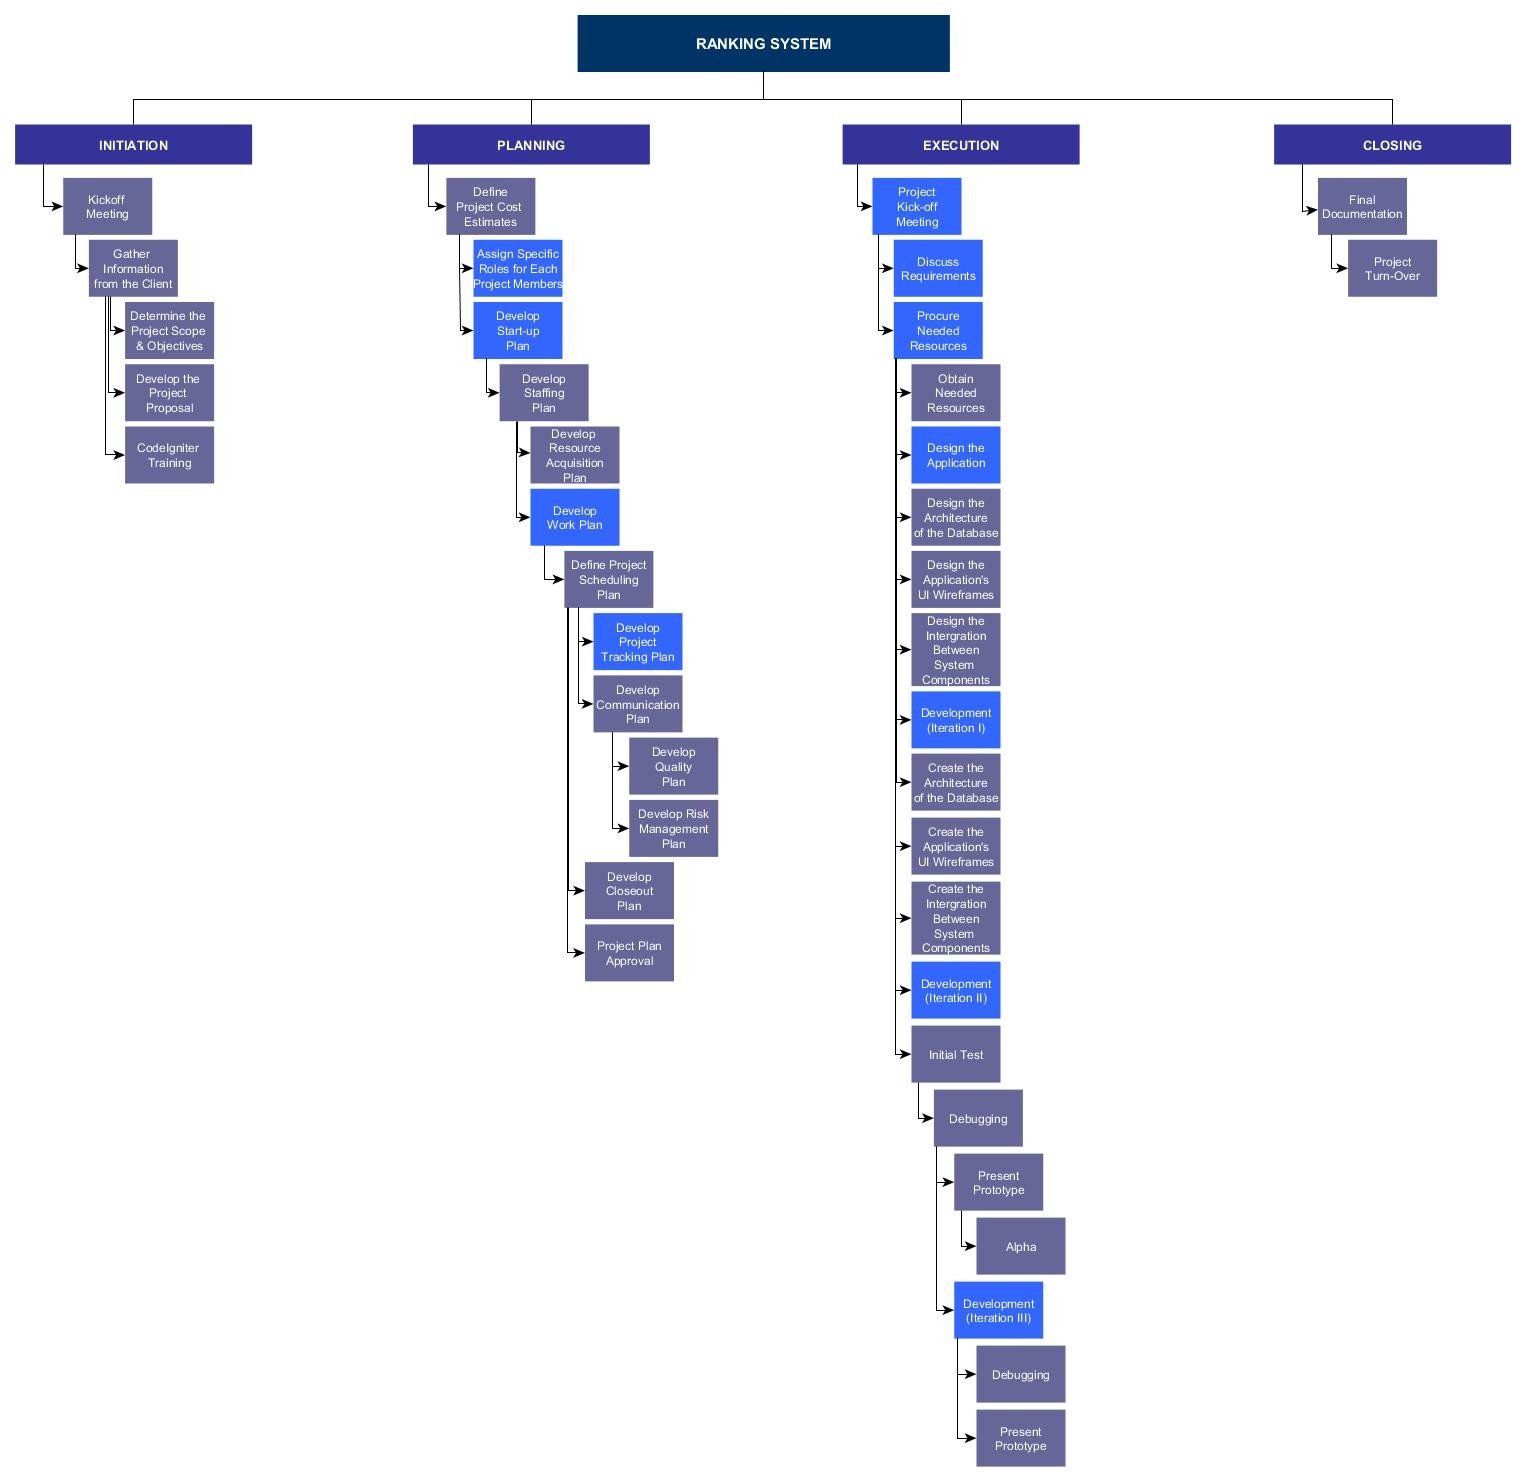 RANKING SYSTEM
INITIATION
Kickoff
Meeting
Gather
Information
from the Client
Determine the
Project Scope
& Objectives
Develop the
Project
Proposal
CodeIgniter
Training
PLANNING
Define
Project Cost
Estimates
Assign Specific
Roles for Each
Project Members
Develop
Start-up
Plan
Develop
Staffing
Plan
Develop
Resource
Acquisition
Plan
Develop
Work Plan
Define Project
Scheduling
Plan
Develop
Project
Tracking Plan
Develop
Communication
Plan
Develop
Quality
Plan
Develop Risk
Management
Plan
Develop
Closeout
Plan
Project Plan
Approval
EXECUTION
Project
Kick-off
Meeting
Discuss
Requirements
Procure
Needed
Resources
Obtain
Needed
Resources
Design the
Application
Design the
Architecture
of the Database
Design the
Application's
UI Wireframes
Design the
Intergration
Between
System
Components
Development
(Iteration I)
Create the
Architecture
of the Database
Create the
Application's
UI Wireframes
Create the
Intergration
Between
System
Components
Development
(Iteration II)
Initial Test
Debugging
Present
Prototype
Alpha
Development
(Iteration III)
Debugging
Present
Prototype
CLOSING
Final
Documentation
Project
Turn-Over